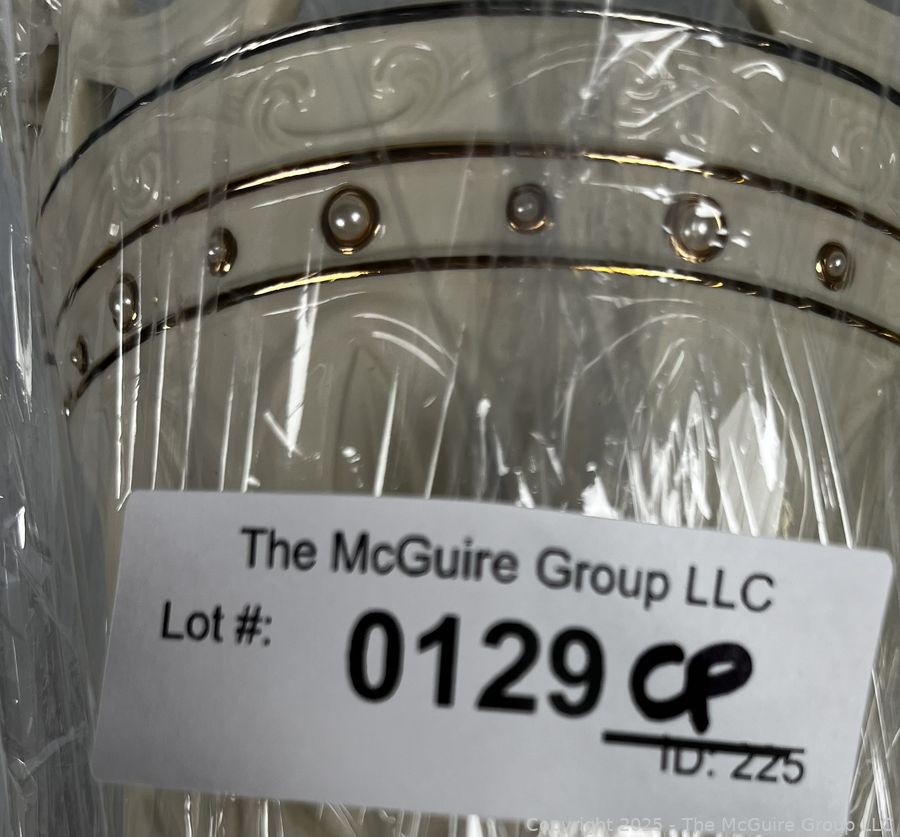 The McGuire Group LLC
Lot #: 0129 CP
ID: 225
Copyright 2025 - The McGuire Group LLC